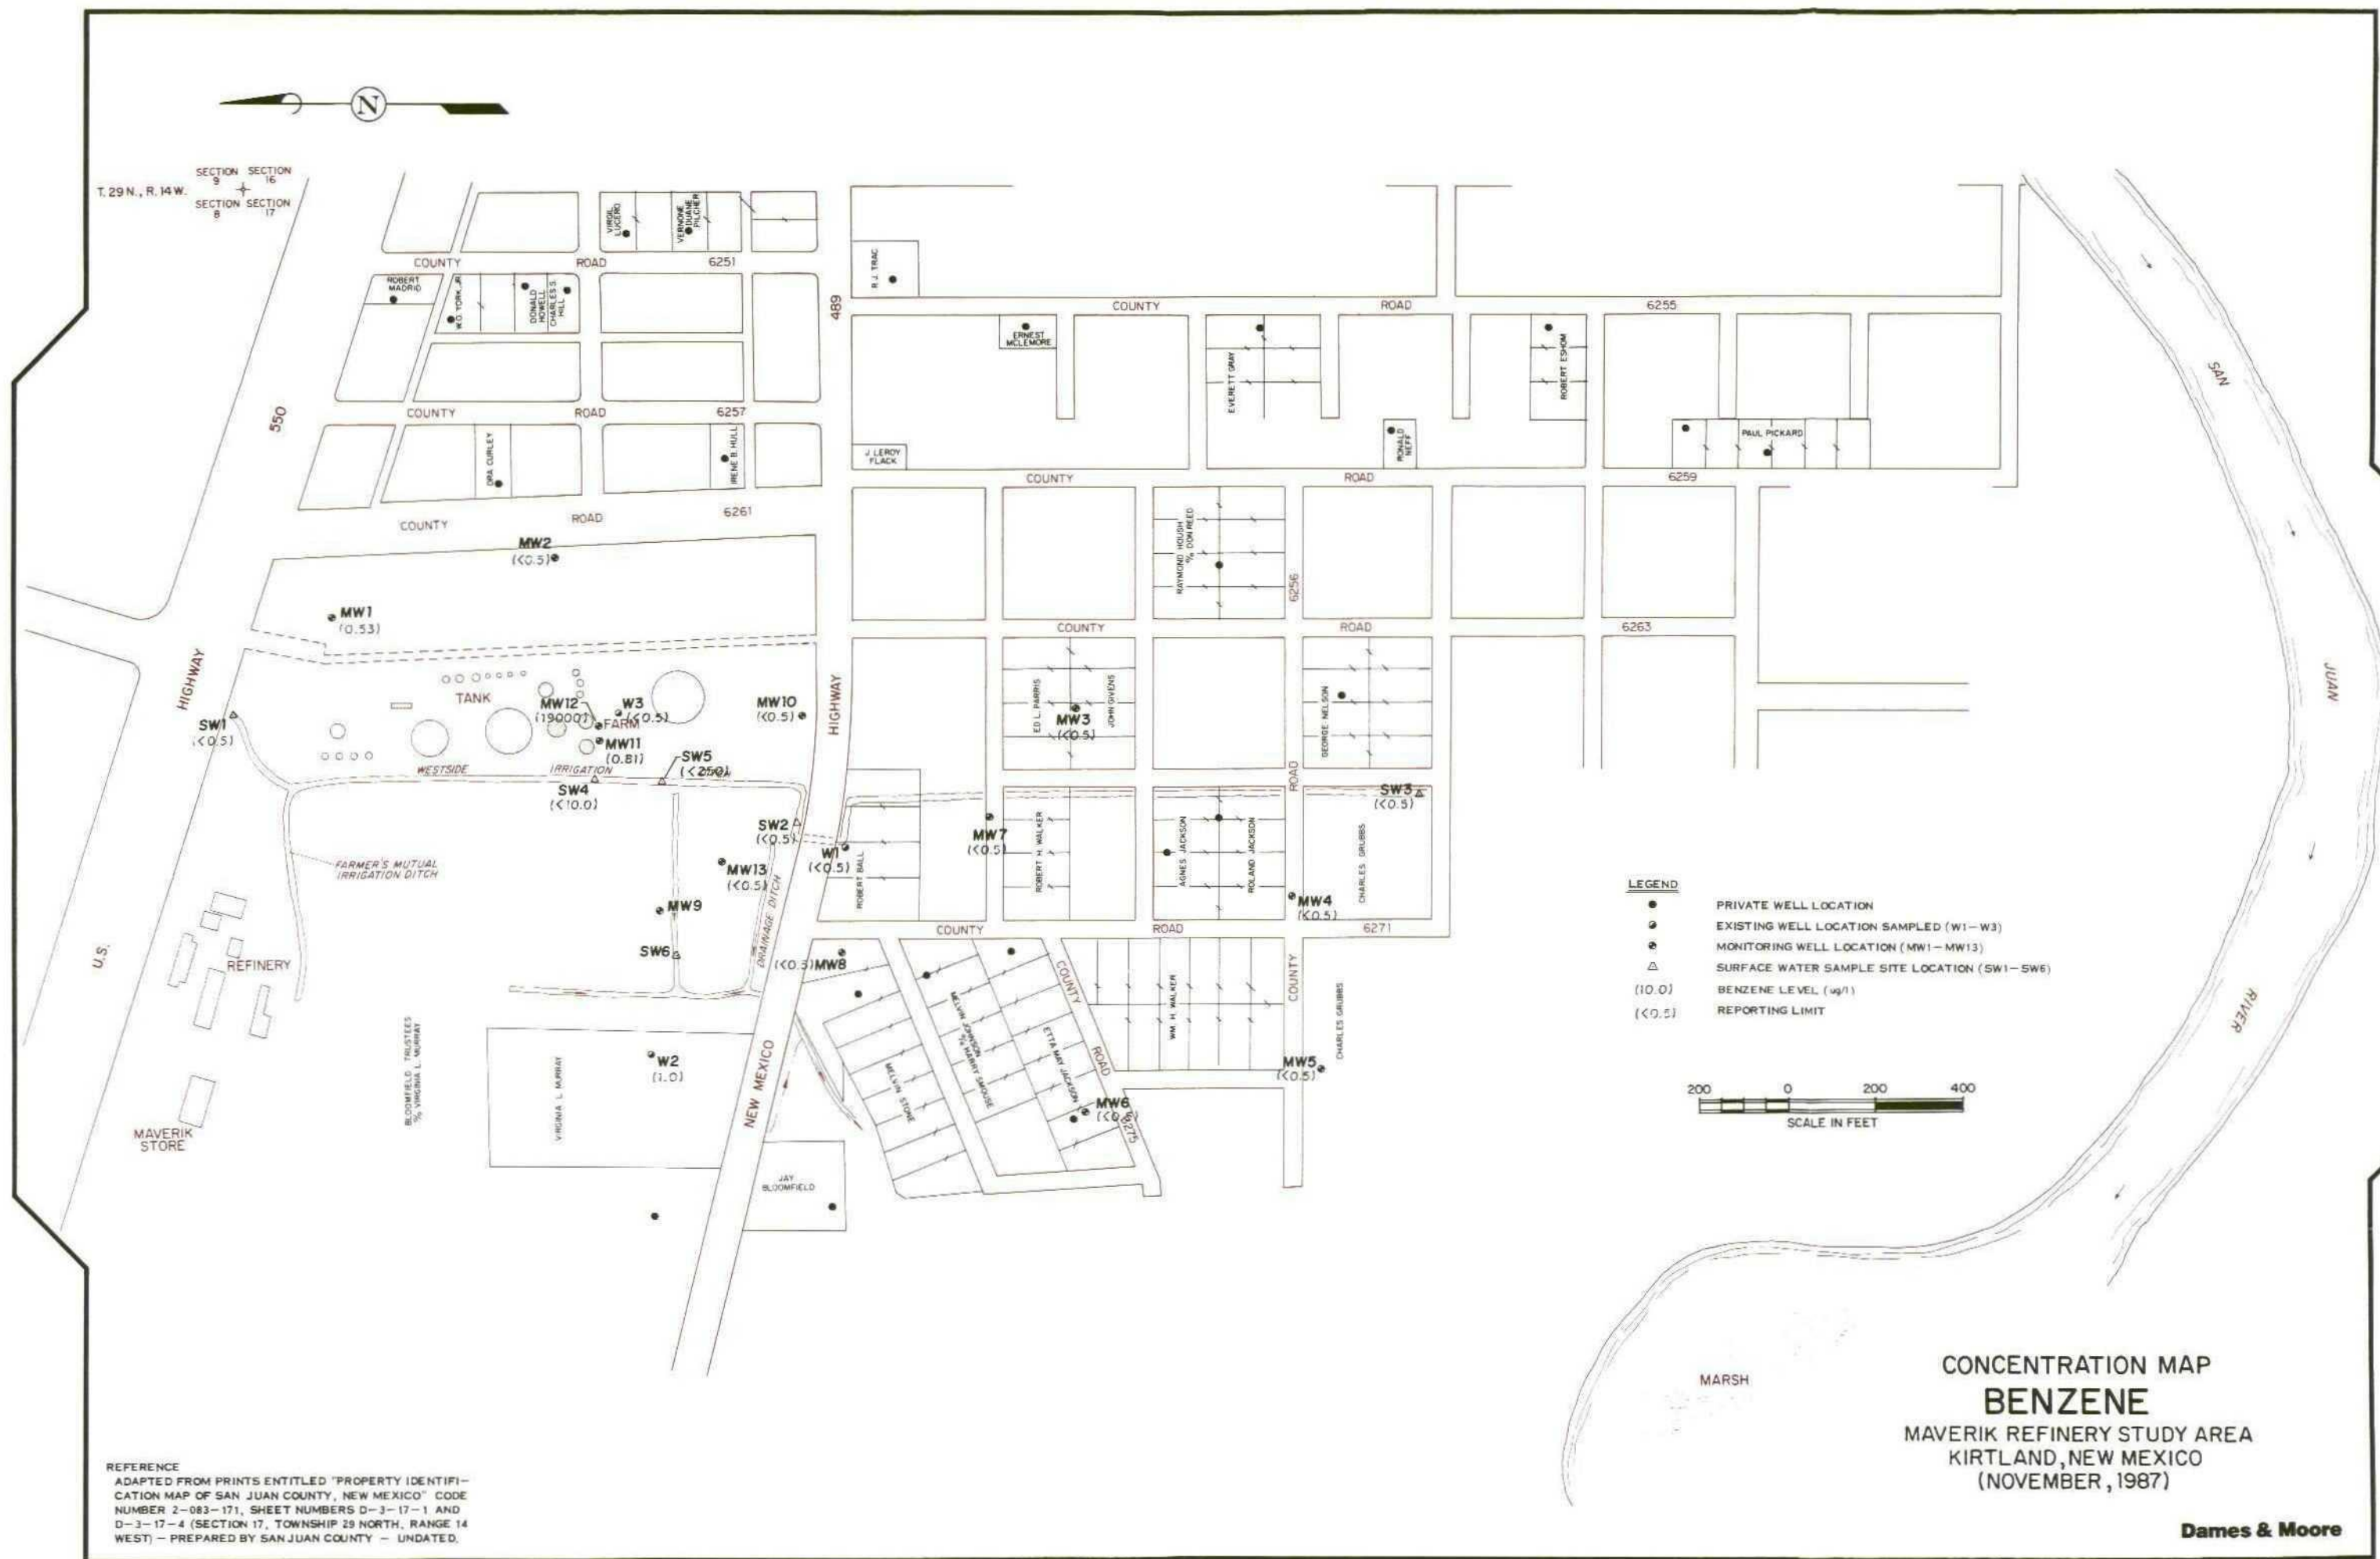 N
T. 29 N., R. 14 W.
SECTION SECTION
9 16
SECTION SECTION
8 17
VIRGIL
LUCERO
VERNONE
DUANE
PILCHER
COUNTY ROAD 6251
ROBERT
MADRID
W.O. YORK, JR.
DONALD
HOWELL
CHARLES S.
HILL
489
R. J. TRAC
COUNTY ROAD 6255
ERNEST
MCLEMORE
EVERETT GRAY
ROBERT ESHOM
SAN
JUAN
RIVER
550
COUNTY ROAD 6257
ORA CURLEY
IRENE B. HULL
J. LEROY
FLACK
RONALD
NEFF
PAUL PICKARD
COUNTY ROAD 6259
COUNTY ROAD 6261
MW2
(<0.5)
RAYMOND HOUSH
% DON REED
6256
MW1
(0.53)
COUNTY ROAD 6263
HIGHWAY
TANK
FARM
MW12
(19000)
W3
(<0.5)
MW10
(<0.5)
HIGHWAY
ED L. PARRIS
MW3
(<0.5)
JOHN GIVENS
GEORGE NELSON
SW1
(<0.5)
MW11
(0.81)
SW5
(<250)
WESTSIDE IRRIGATION
SW4
(<10.0)
ROAD
SW3
(<0.5)
SW2
(<0.5)
W1
(<0.5)
ROBERT BALL
MW7
(<0.5)
ROBERT H. WALKER
AGNES JACKSON
ROLAND JACKSON
CHARLES GRUBBS
FARMER'S MUTUAL
IRRIGATION DITCH
MW13
(<0.5)
DRAINAGE DITCH
MW9
MW4
(<0.5)
COUNTY ROAD 6271
U.S.
REFINERY
SW6
(<0.5) MW8
COUNTY
ROAD
6275
WM. H. WALKER
COUNTY
CHARLES GRUBBS
MELVIN JOHNSON
% HARRY SMOUSE
ETTA MAY JACKSON
MELVIN STONE
MW5
(<0.5)
MW6
(<0.5)
BLOOMFIELD TRUSTEES
% VIRGINIA L. MURRAY
VIRGINIA L. MURRAY
W2
(1.0)
NEW MEXICO
MAVERIK
STORE
JAY
BLOOMFIELD
LEGEND
PRIVATE WELL LOCATION
EXISTING WELL LOCATION SAMPLED (W1-W3)
MONITORING WELL LOCATION (MW1-MW13)
SURFACE WATER SAMPLE SITE LOCATION (SW1-SW6)
(10.0) BENZENE LEVEL (ug/l)
(<0.5) REPORTING LIMIT
200 0 200 400
SCALE IN FEET
MARSH
CONCENTRATION MAP
BENZENE
MAVERIK REFINERY STUDY AREA
KIRTLAND, NEW MEXICO
(NOVEMBER, 1987)
REFERENCE
ADAPTED FROM PRINTS ENTITLED "PROPERTY IDENTIFI-
CATION MAP OF SAN JUAN COUNTY, NEW MEXICO" CODE
NUMBER 2-083-171, SHEET NUMBERS D-3-17-1 AND
D-3-17-4 (SECTION 17, TOWNSHIP 29 NORTH, RANGE 14
WEST) - PREPARED BY SAN JUAN COUNTY - UNDATED.
Dames & Moore